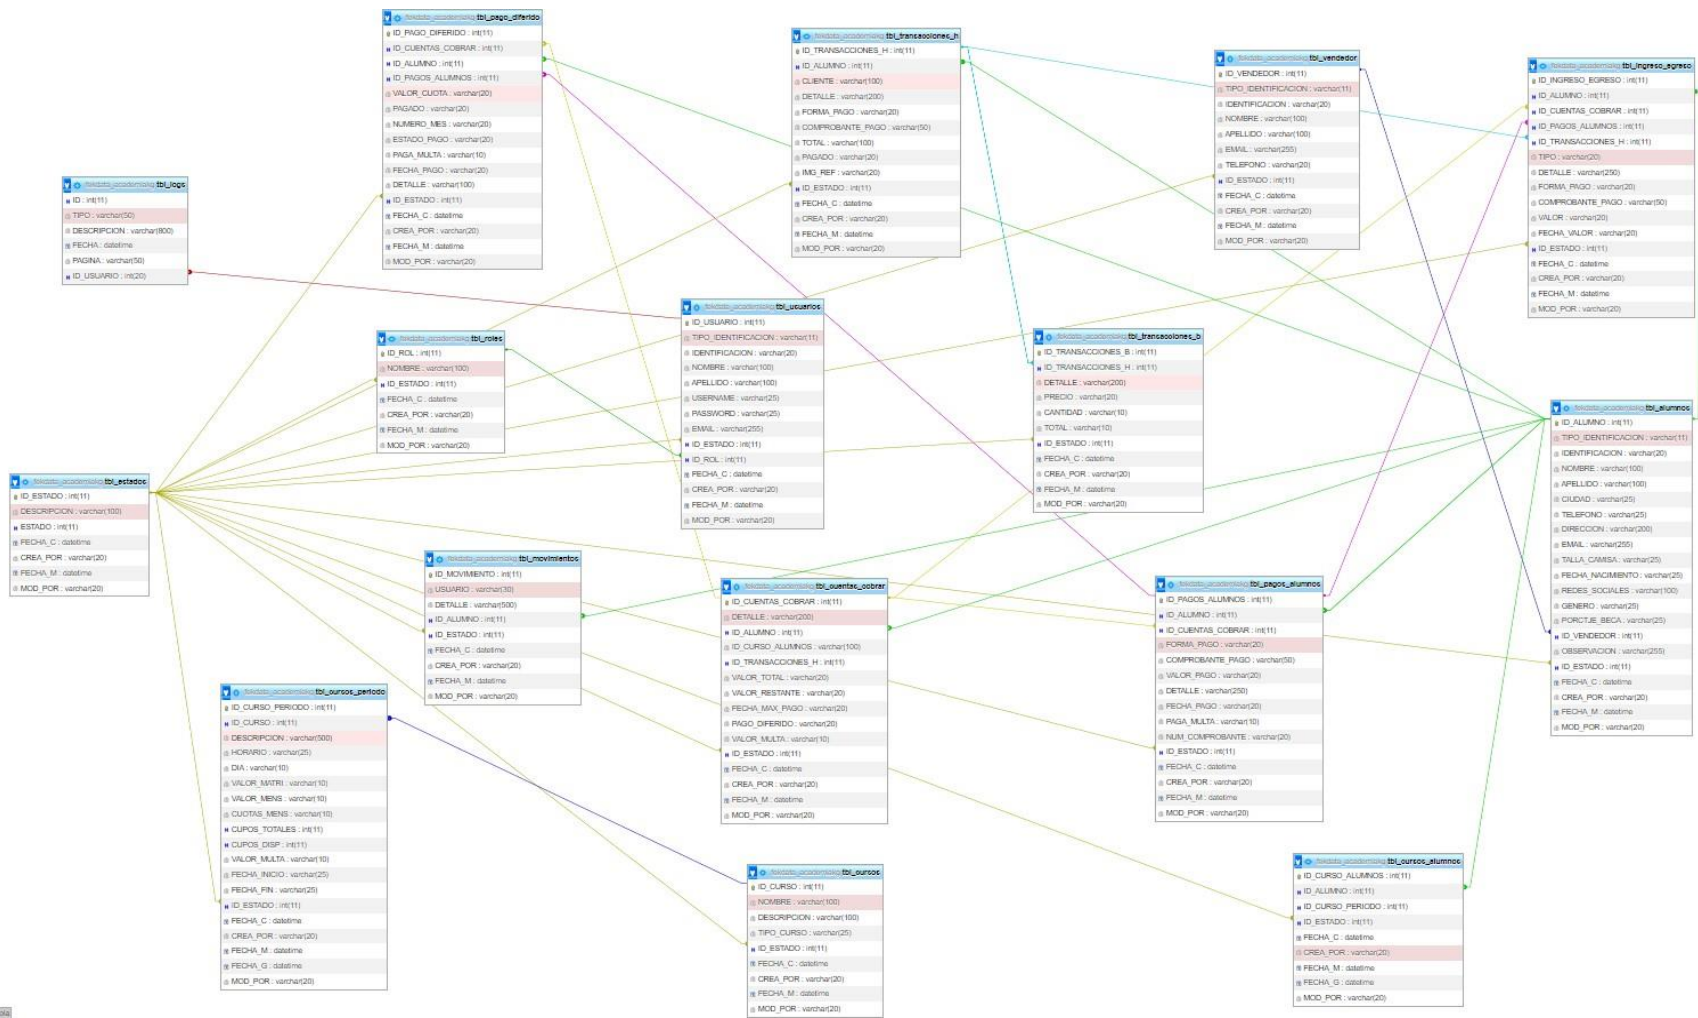 tbl_pago_diferido
ID_PAGO_DIFERIDO : int(11)
ID_CUENTAS_COBRAR : int(11)
ID_ALUMNO : int(11)
ID_PAGOS_ALUMNOS : int(11)
VALOR_CUOTA : varchar(20)
PAGADO : varchar(20)
NUMERO_MES : varchar(20)
ESTADO_PAGO : varchar(20)
PAGA_MULTA : varchar(10)
FECHA_PAGO : varchar(20)
DETALLE : varchar(100)
ID_ESTADO : int(11)
FECHA_C : datetime
CREA_POR : varchar(20)
FECHA_M : datetime
MOD_POR : varchar(20)
tbl_transacciones_h
ID_TRANSACCIONES_H : int(11)
ID_ALUMNO : int(11)
CLIENTE : varchar(100)
DETALLE : varchar(200)
FORMA_PAGO : varchar(20)
COMPROBANTE_PAGO : varchar(50)
TOTAL : varchar(100)
PAGADO : varchar(20)
IMG_REF : varchar(20)
ID_ESTADO : int(11)
FECHA_C : datetime
CREA_POR : varchar(20)
FECHA_M : datetime
MOD_POR : varchar(20)
tbl_vendedor
ID_VENDEDOR : int(11)
TIPO_IDENTIFICACION : varchar(11)
IDENTIFICACION : varchar(20)
NOMBRE : varchar(100)
APELLIDO : varchar(100)
EMAIL : varchar(255)
TELEFONO : varchar(20)
ID_ESTADO : int(11)
FECHA_C : datetime
CREA_POR : varchar(20)
FECHA_M : datetime
MOD_POR : varchar(20)
tbl_ingreso_egreso
ID_INGRESO_EGRESO : int(11)
ID_ALUMNO : int(11)
ID_CUENTAS_COBRAR : int(11)
ID_PAGOS_ALUMNOS : int(11)
ID_TRANSACCIONES_H : int(11)
TIPO : varchar(20)
DETALLE : varchar(250)
FORMA_PAGO : varchar(20)
COMPROBANTE_PAGO : varchar(50)
VALOR : varchar(20)
FECHA_VALOR : varchar(20)
ID_ESTADO : int(11)
FECHA_C : datetime
CREA_POR : varchar(20)
FECHA_M : datetime
MOD_POR : varchar(20)
tbl_logs
ID : int(11)
TIPO : varchar(50)
DESCRIPCION : varchar(800)
FECHA : datetime
PAGINA : varchar(50)
ID_USUARIO : int(20)
tbl_roles
ID_ROL : int(11)
NOMBRE : varchar(100)
ID_ESTADO : int(11)
FECHA_C : datetime
CREA_POR : varchar(20)
FECHA_M : datetime
MOD_POR : varchar(20)
tbl_usuarios
ID_USUARIO : int(11)
TIPO_IDENTIFICACION : varchar(11)
IDENTIFICACION : varchar(20)
NOMBRE : varchar(100)
APELLIDO : varchar(100)
USERNAME : varchar(25)
PASSWORD : varchar(25)
EMAIL : varchar(255)
ID_ESTADO : int(11)
ID_ROL : int(11)
FECHA_C : datetime
CREA_POR : varchar(20)
FECHA_M : datetime
MOD_POR : varchar(20)
tbl_transacciones_b
ID_TRANSACCIONES_B : int(11)
ID_TRANSACCIONES_H : int(11)
DETALLE : varchar(200)
PRECIO : varchar(20)
CANTIDAD : varchar(10)
TOTAL : varchar(10)
ID_ESTADO : int(11)
FECHA_C : datetime
CREA_POR : varchar(20)
FECHA_M : datetime
MOD_POR : varchar(20)
tbl_alumnos
ID_ALUMNO : int(11)
TIPO_IDENTIFICACION : varchar(11)
IDENTIFICACION : varchar(20)
NOMBRE : varchar(100)
APELLIDO : varchar(100)
CIUDAD : varchar(25)
TELEFONO : varchar(25)
DIRECCION : varchar(200)
EMAIL : varchar(255)
TALLA_CAMISA : varchar(25)
FECHA_NACIMIENTO : varchar(25)
REDES_SOCIALES : varchar(100)
GENERO : varchar(25)
PORCTJE_BECA : varchar(25)
ID_VENDEDOR : int(11)
OBSERVACION : varchar(255)
ID_ESTADO : int(11)
FECHA_C : datetime
CREA_POR : varchar(20)
FECHA_M : datetime
MOD_POR : varchar(20)
tbl_estados
ID_ESTADO : int(11)
DESCRIPCION : varchar(100)
ESTADO : int(11)
FECHA_C : datetime
CREA_POR : varchar(20)
FECHA_M : datetime
MOD_POR : varchar(20)
tbl_movimientos
ID_MOVIMIENTO : int(11)
USUARIO : varchar(30)
DETALLE : varchar(500)
ID_ALUMNO : int(11)
ID_ESTADO : int(11)
FECHA_C : datetime
CREA_POR : varchar(20)
FECHA_M : datetime
MOD_POR : varchar(20)
tbl_cuentas_cobrar
ID_CUENTAS_COBRAR : int(11)
DETALLE : varchar(200)
ID_ALUMNO : int(11)
ID_CURSO_ALUMNOS : varchar(100)
ID_TRANSACCIONES_H : int(11)
VALOR_TOTAL : varchar(20)
VALOR_RESTANTE : varchar(20)
FECHA_MAX_PAGO : varchar(20)
PAGO_DIFERIDO : varchar(20)
VALOR_MULTA : varchar(10)
ID_ESTADO : int(11)
FECHA_C : datetime
CREA_POR : varchar(20)
FECHA_M : datetime
MOD_POR : varchar(20)
tbl_pagos_alumnos
ID_PAGOS_ALUMNOS : int(11)
ID_ALUMNO : int(11)
ID_CUENTAS_COBRAR : int(11)
FORMA_PAGO : varchar(20)
COMPROBANTE_PAGO : varchar(50)
VALOR_PAGO : varchar(20)
DETALLE : varchar(250)
FECHA_PAGO : varchar(20)
PAGA_MULTA : varchar(10)
NUM_COMPROBANTE : varchar(20)
ID_ESTADO : int(11)
FECHA_C : datetime
CREA_POR : varchar(20)
FECHA_M : datetime
MOD_POR : varchar(20)
tbl_cursos_periodo
ID_CURSO_PERIODO : int(11)
ID_CURSO : int(11)
DESCRIPCION : varchar(500)
HORARIO : varchar(25)
DIA : varchar(10)
VALOR_MATRI : varchar(10)
VALOR_MENS : varchar(10)
CUOTAS_MENS : varchar(10)
CUPOS_TOTALES : int(11)
CUPOS_DISP : int(11)
VALOR_MULTA : varchar(10)
FECHA_INICIO : varchar(25)
FECHA_FIN : varchar(25)
ID_ESTADO : int(11)
FECHA_C : datetime
CREA_POR : varchar(20)
FECHA_M : datetime
FECHA_G : datetime
MOD_POR : varchar(20)
tbl_cursos
ID_CURSO : int(11)
NOMBRE : varchar(100)
DESCRIPCION : varchar(100)
TIPO_CURSO : varchar(25)
ID_ESTADO : int(11)
FECHA_C : datetime
CREA_POR : varchar(20)
FECHA_M : datetime
MOD_POR : varchar(20)
tbl_cursos_alumnos
ID_CURSO_ALUMNOS : int(11)
ID_ALUMNO : int(11)
ID_CURSO_PERIODO : int(11)
ID_ESTADO : int(11)
FECHA_C : datetime
CREA_POR : varchar(20)
FECHA_M : datetime
FECHA_G : datetime
MOD_POR : varchar(20)